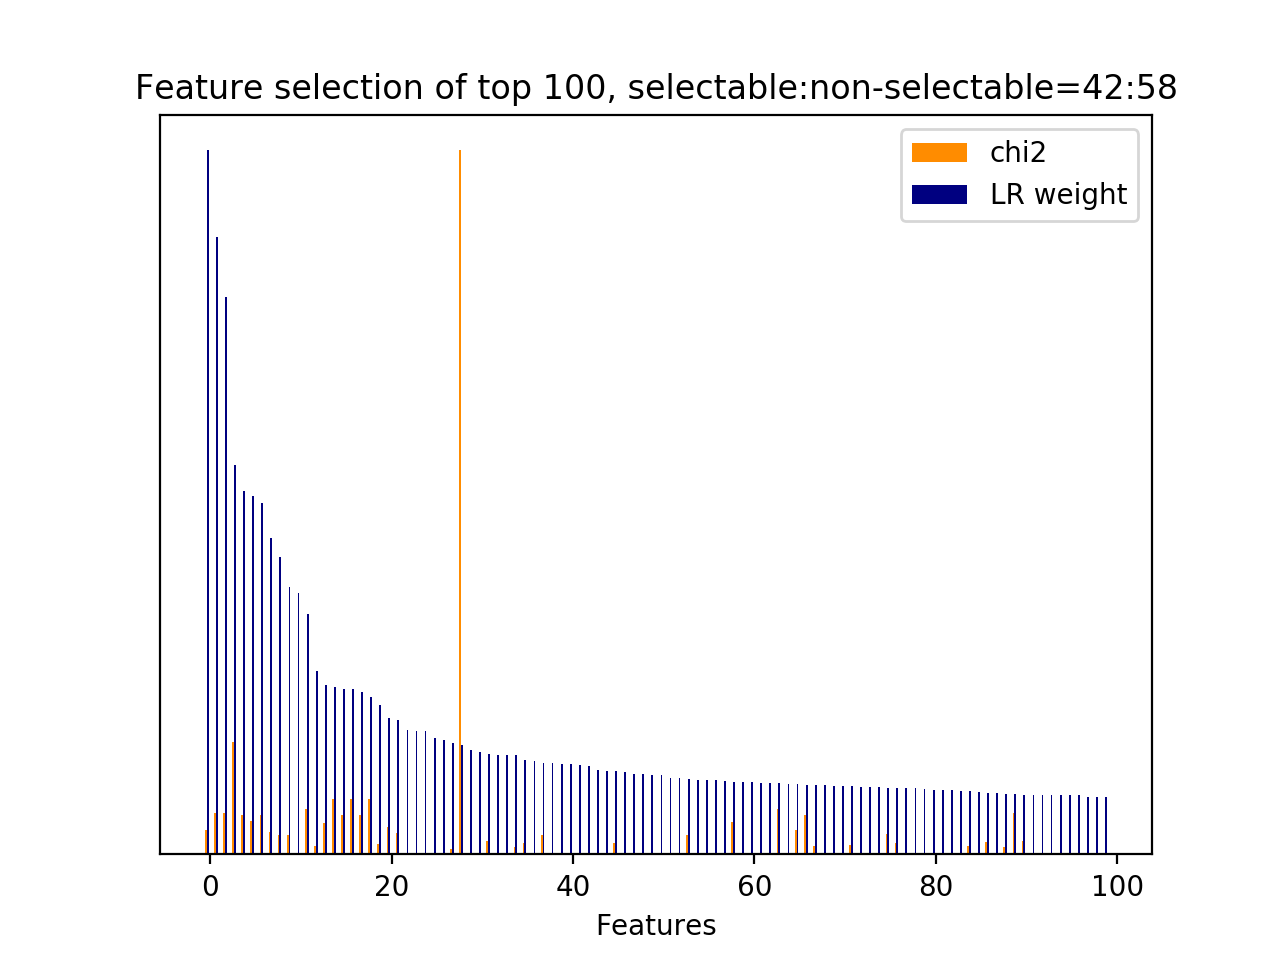 Feature selection of top 100, selectable:non-selectable=42:58
chi2
LR weight
0 20 40 60 80 100
Features